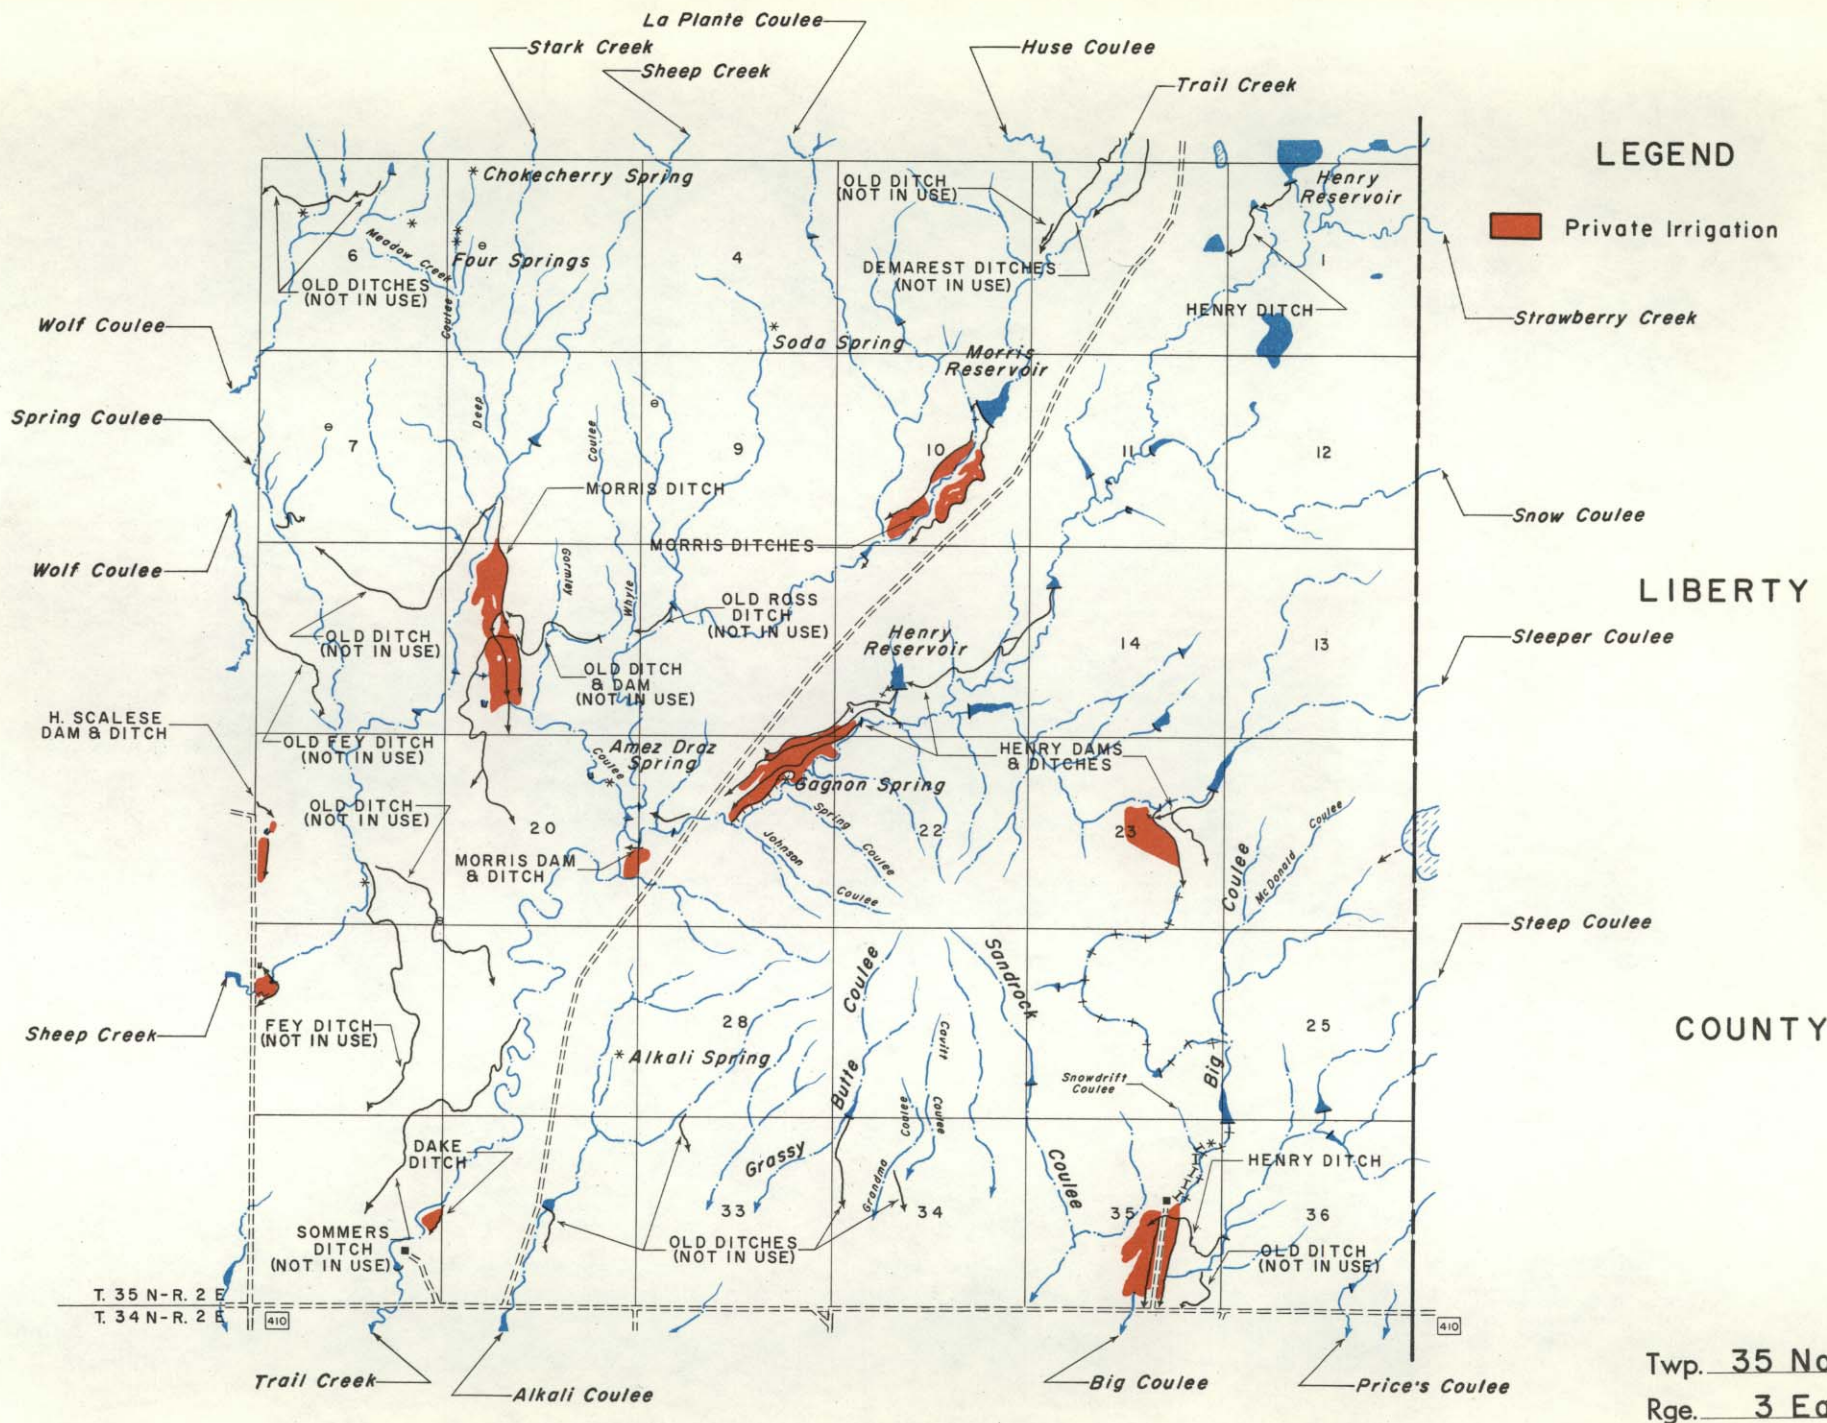 La Plante Coulee
Stark Creek
Sheep Creek
Huse Coulee
Trail Creek
LEGEND
Private Irrigation
Chokecherry Spring
OLD DITCH
(NOT IN USE)
Henry
Reservoir
Meadow Creek
6
Four Springs
4
1
OLD DITCHES
(NOT IN USE)
DEMAREST DITCHES
(NOT IN USE)
HENRY DITCH
Strawberry Creek
Wolf Coulee
Coulee
Soda Spring
Morris
Reservoir
Spring Coulee
Deep
Coulee
7
9
10
11
12
MORRIS DITCH
Snow Coulee
MORRIS DITCHES
Wolf Coulee
Gormley
Whyle
OLD ROSS
DITCH
(NOT IN USE)
LIBERTY
OLD DITCH
(NOT IN USE)
Henry
Reservoir
14
13
Sleeper Coulee
OLD DITCH
& DAM
(NOT IN USE)
H. SCALESE
DAM & DITCH
OLD FEY DITCH
(NOT IN USE)
Amez Droz
Spring
Coulee
HENRY DAMS
& DITCHES
Gagnon Spring
OLD DITCH
(NOT IN USE)
20
Spring
Coulee
22
23
Johnson
Coulee
Coulee
McDonald
Coulee
MORRIS DAM
& DITCH
Steep Coulee
Coulee
Sandrock
Sheep Creek
FEY DITCH
(NOT IN USE)
28
Cavitt
25
COUNTY
Alkali Spring
Butte
Snowdrift
Coulee
Big
Coulee
Coulee
DAKE
DITCH
Grassy
Grandma
Coulee
HENRY DITCH
33
34
35
36
SOMMERS
DITCH
(NOT IN USE)
OLD DITCHES
(NOT IN USE)
OLD DITCH
(NOT IN USE)
T. 35 N-R. 2 E
T. 34 N-R. 2 E
410
410
Trail Creek
Alkali Coulee
Big Coulee
Price's Coulee
Twp. 35 No
Rge. 3 Ea